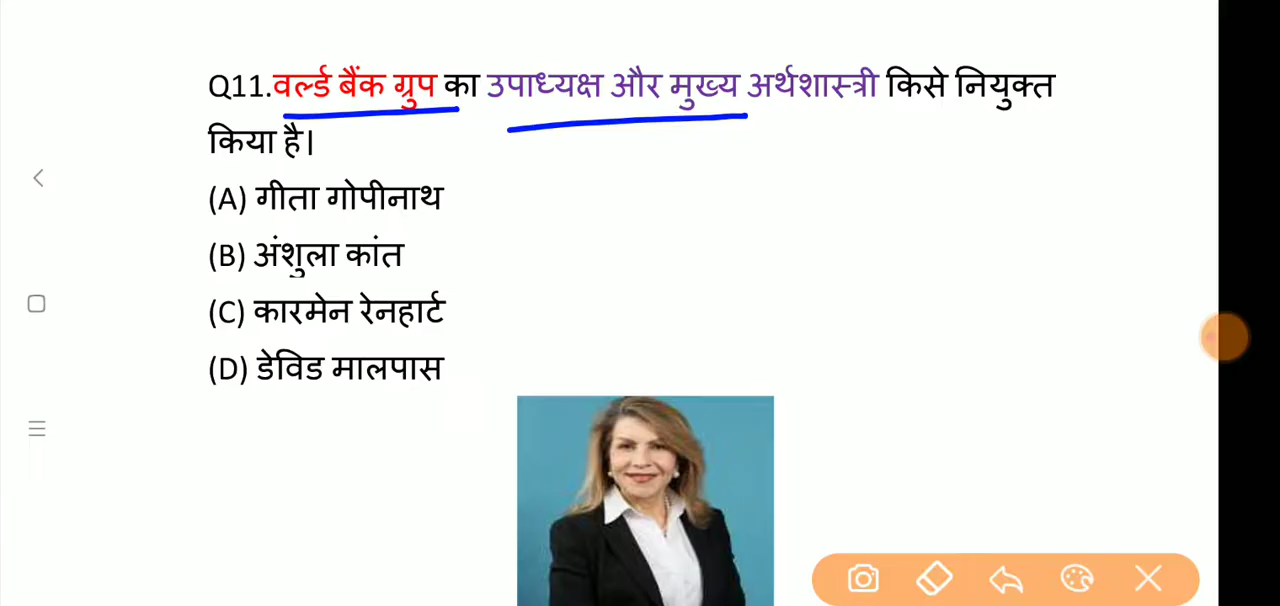 Q11.वर्ल्ड बैंक ग्रुप का उपाध्यक्ष और मुख्य अर्थशास्त्री किसे नियुक्त
किया है।
(A) गीता गोपीनाथ
(B) अंशुला कांत
(C) कारमेन रेनहार्ट
(D) डेविड मालपास